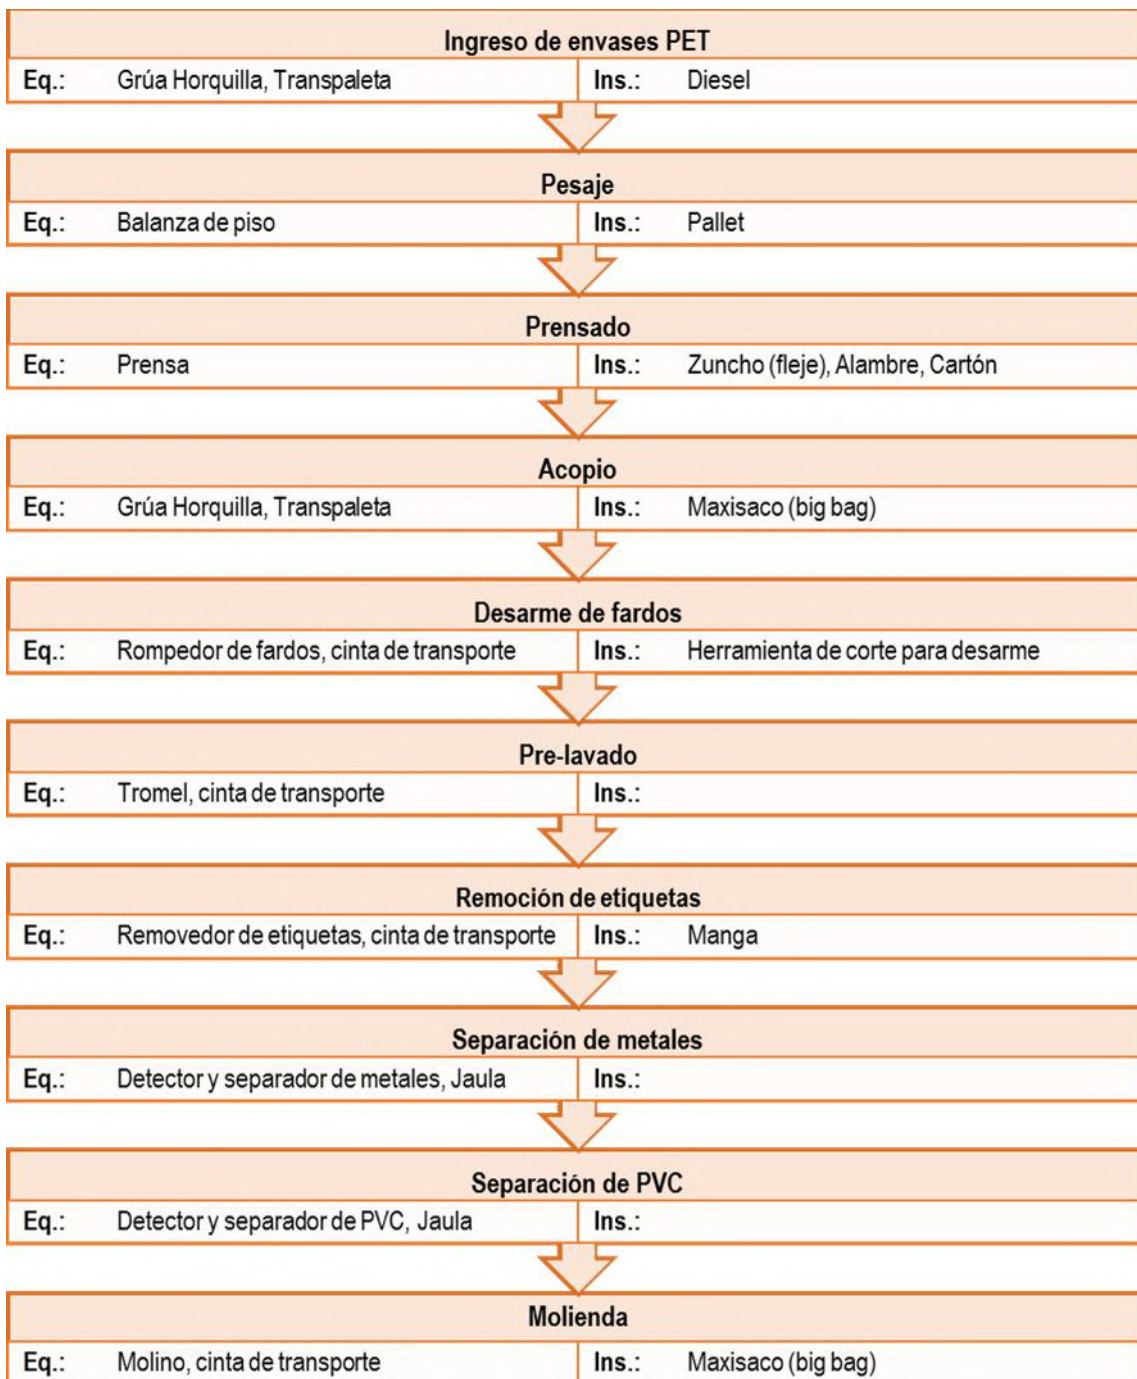 Ingreso de envases PET
Eq.: Grúa Horquilla, Transpaleta Ins.: Diesel
Pesaje
Eq.: Balanza de piso Ins.: Pallet
Prensado
Eq.: Prensa Ins.: Zuncho (fleje), Alambre, Cartón
Acopio
Eq.: Grúa Horquilla, Transpaleta Ins.: Maxisaco (big bag)
Desarme de fardos
Eq.: Rompedor de fardos, cinta de transporte Ins.: Herramienta de corte para desarme
Pre-lavado
Eq.: Tromel, cinta de transporte Ins.:
Remoción de etiquetas
Eq.: Removedor de etiquetas, cinta de transporte Ins.: Manga
Separación de metales
Eq.: Detector y separador de metales, Jaula Ins.:
Separación de PVC
Eq.: Detector y separador de PVC, Jaula Ins.:
Molienda
Eq.: Molino, cinta de transporte Ins.: Maxisaco (big bag)